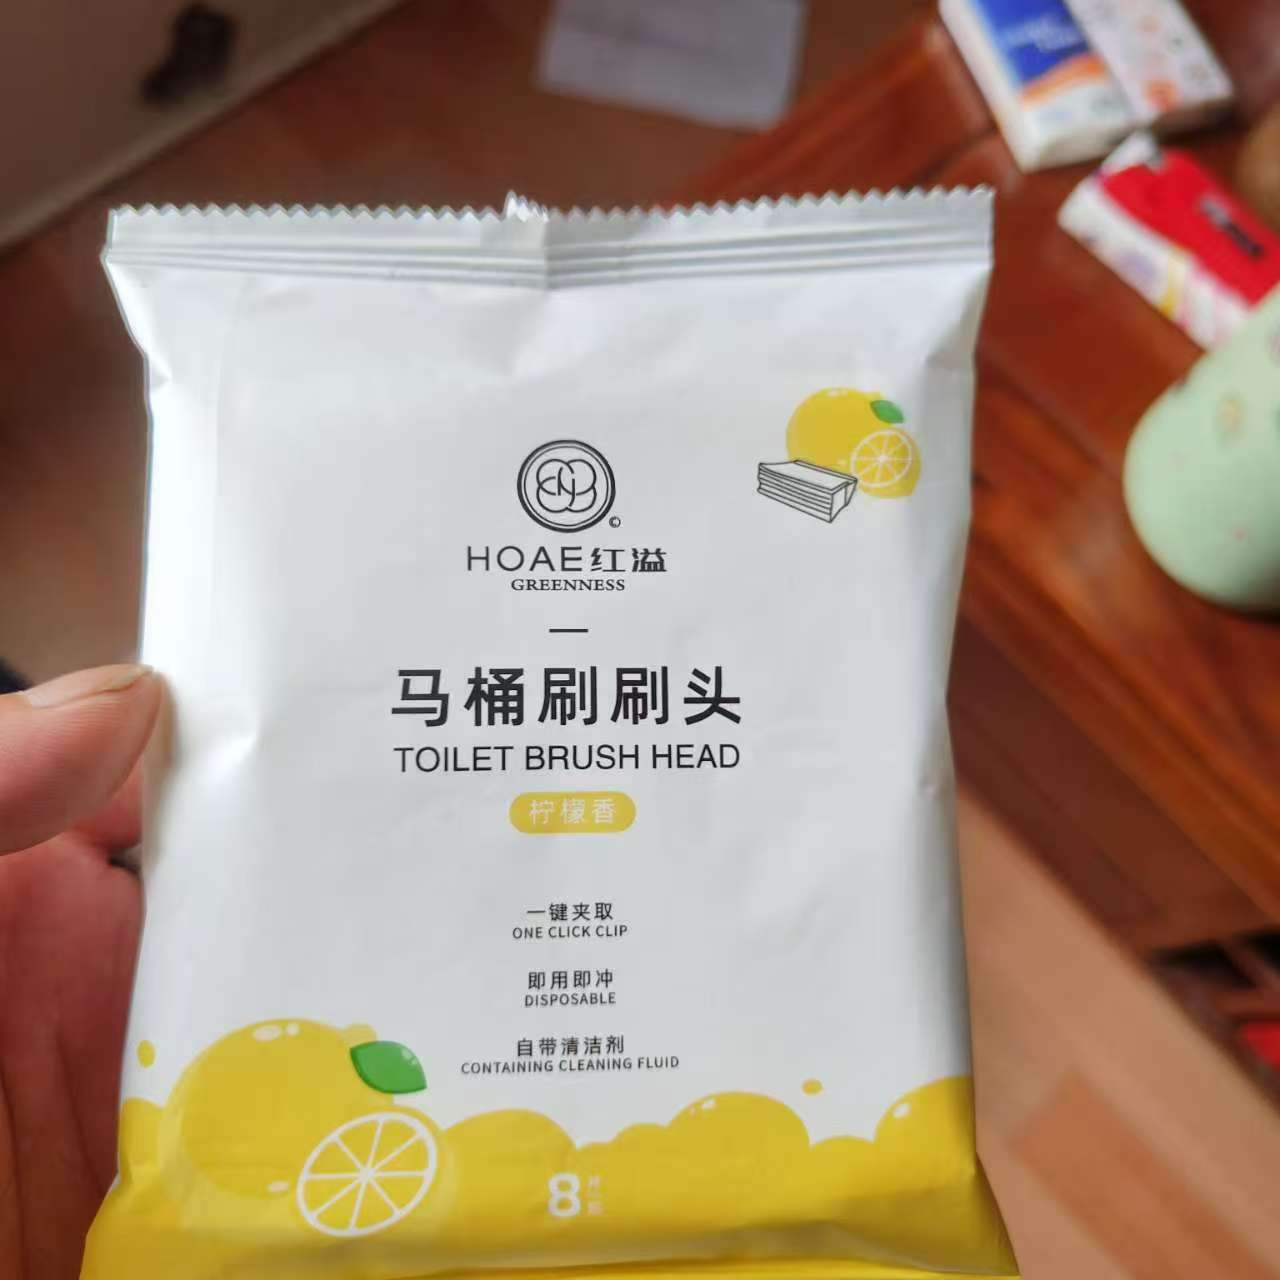 HOAE红溢
GREENNESS
马桶刷刷头
TOILET BRUSH HEAD
柠檬香
一键夹取
ONE CLICK CLIP
即用即冲
DISPOSABLE
自带清洁剂
CONTAINING CLEANING FLUID
8